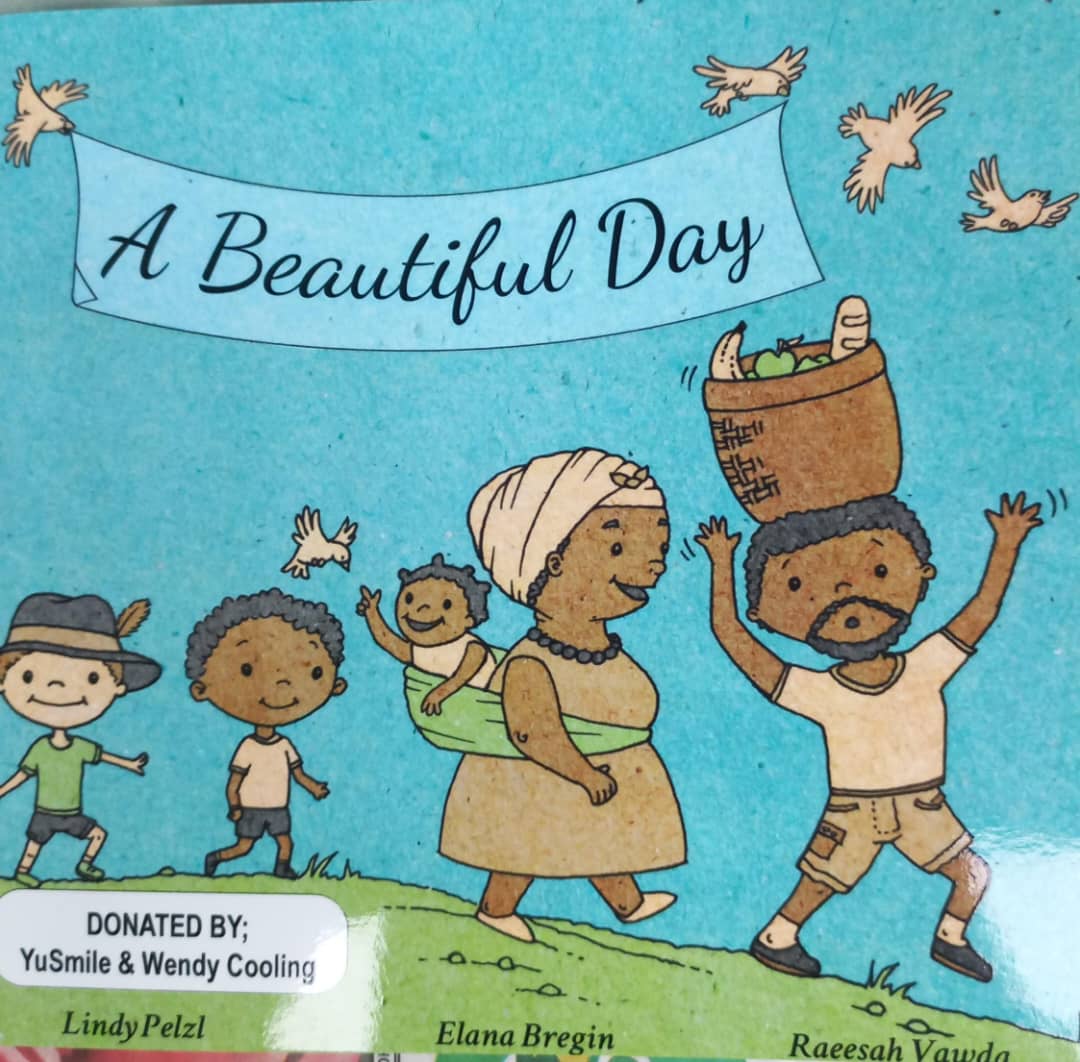 A Beautiful Day
DONATED BY;
YuSmile & Wendy Cooling
Lindy Pelzl
Elana Bregin
Raeesah Vawda